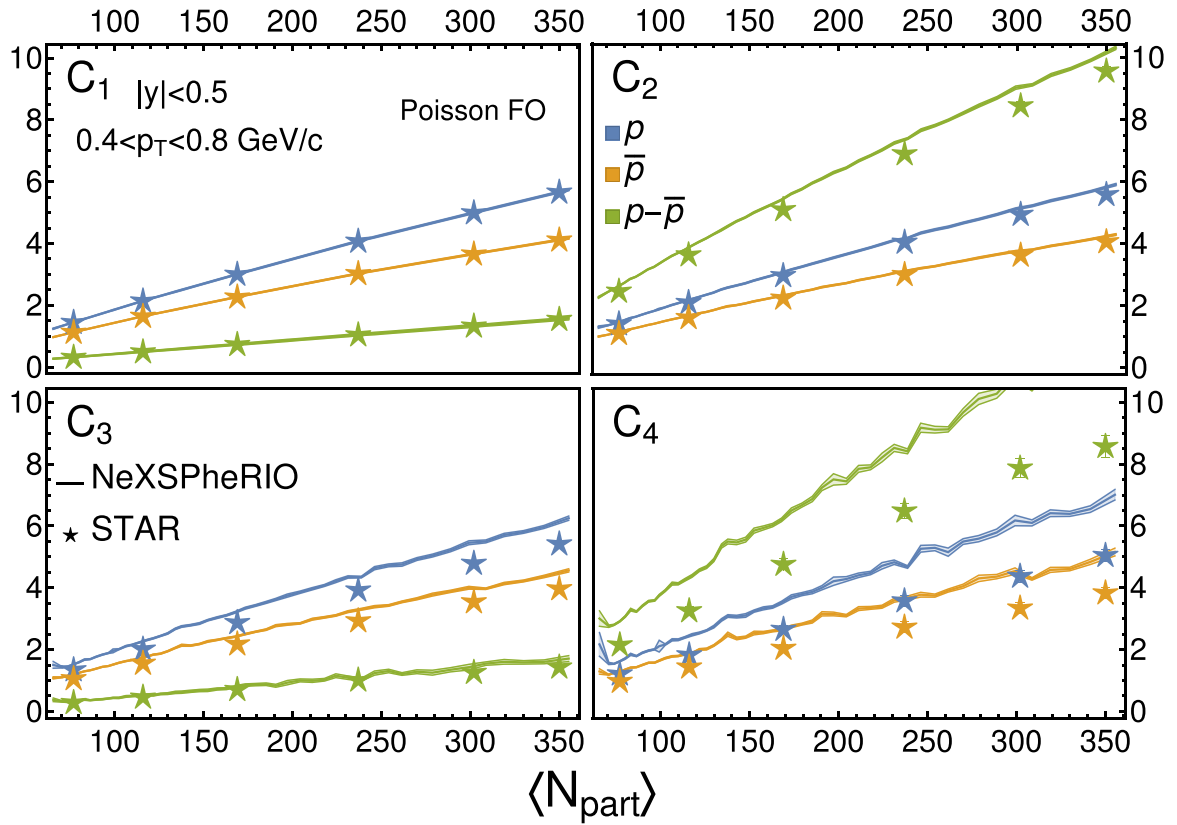 100 150 200 250 300 350 100 150 200 250 300 350
10 C₁ |y|<0.5 Poisson FO C₂ 10
8 0.4<p_T<0.8 GeV/c p 8
6 p̅ 6
4 p−p̅ 4
2 2
0 0
10 C₃ C₄ 10
8 NeXSPheRIO 8
6 STAR 6
4 4
2 2
0 0
100 150 200 250 300 350 100 150 200 250 300 350
⟨N_part⟩